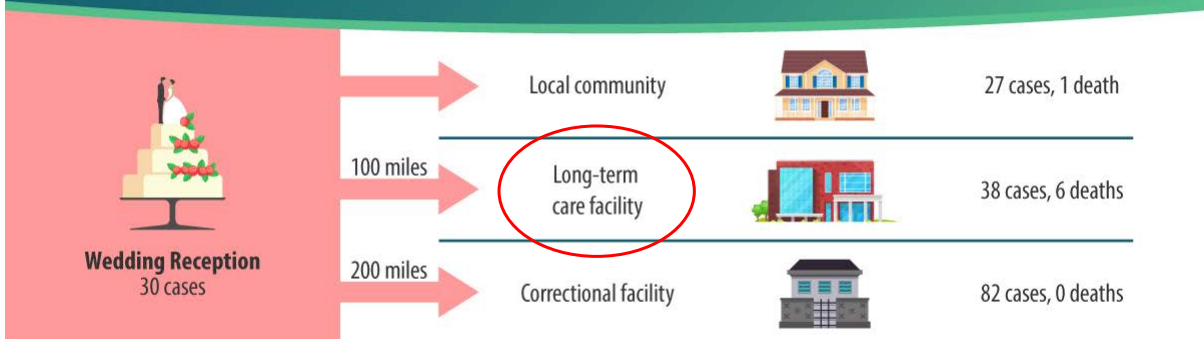 Wedding Reception
30 cases
Local community
27 cases, 1 death
100 miles
Long-term
care facility
38 cases, 6 deaths
200 miles
Correctional facility
82 cases, 0 deaths